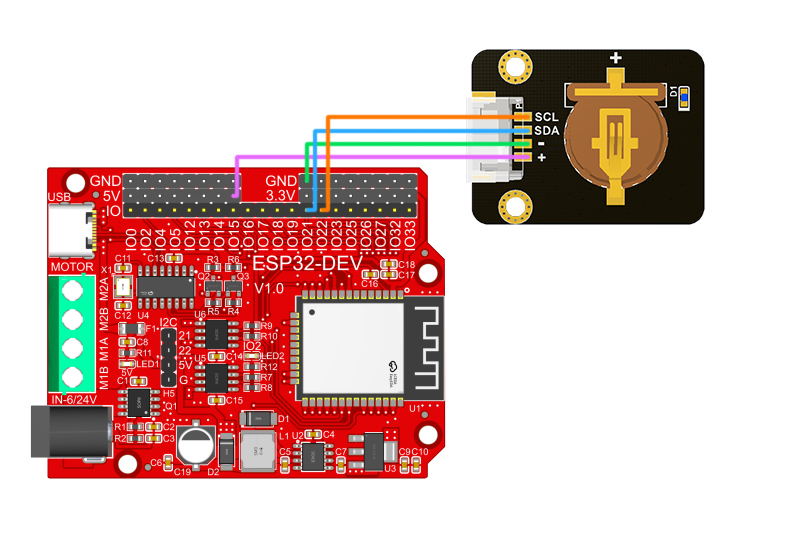 +
D1
SCL
SDA
-
+
GND
5V
IO
GND
3.3V
USB
IO0
IO2
IO4
IO5
IO12
IO13
IO14
IO15
IO16
IO17
IO18
IO19
IO21
IO22
IO23
IO25
IO26
IO27
IO32
IO33
MOTOR
X1
C11
C13
R3
R6
ESP32-DEV
C18
C17
C16
Q2
Q3
V1.0
M2A
M2B
M1A
M1B
C12
U4
R5
R4
F1
I2C
U6
R9
R10
21
22
5V
G
C8
R11
5V
LED1
IO2
LED2
C14
U5
R12
R7
R8
C15
H5
C1
IN-6/24V
Q1
U1
R1
R2
C2
C3
D1
L1
U2
C4
C6
C19
D2
C5
C7
U3
C9
C10